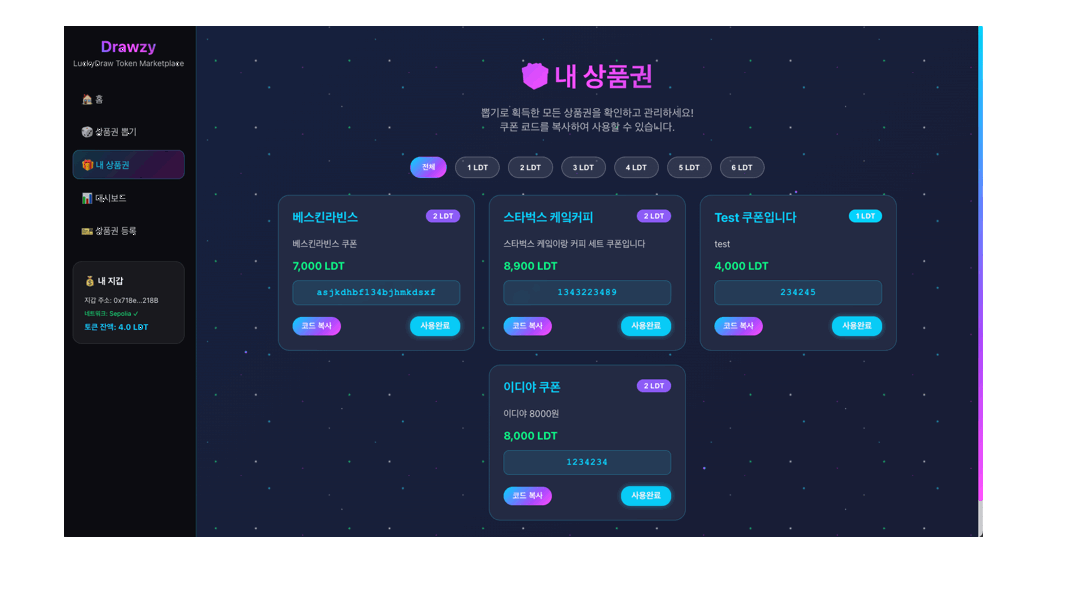 Drawzy
LuckyDraw Token Marketplace
홈
상품권 뽑기
내 상품권
대시보드
상품권 등록
내 지갑
지갑 주소: 0x718e...218B
네트워크: Sepolia ✓
토큰 잔액: 4.0 LDT
내 상품권
뽑기로 획득한 모든 상품권을 확인하고 관리하세요!
쿠폰 코드를 복사하여 사용할 수 있습니다.
전체 1 LDT 2 LDT 3 LDT 4 LDT 5 LDT 6 LDT
베스킨라빈스 2 LDT
베스킨라빈스 쿠폰
7,000 LDT
asjkdhbf134bjhmkdsxf
코드 복사 사용완료
스타벅스 케잌커피 2 LDT
스타벅스 케잌이랑 커피 세트 쿠폰입니다
8,900 LDT
1343223489
코드 복사 사용완료
Test 쿠폰입니다 1 LDT
test
4,000 LDT
234245
코드 복사 사용완료
이디야 쿠폰 2 LDT
이디야 8000원
8,000 LDT
1234234
코드 복사 사용완료